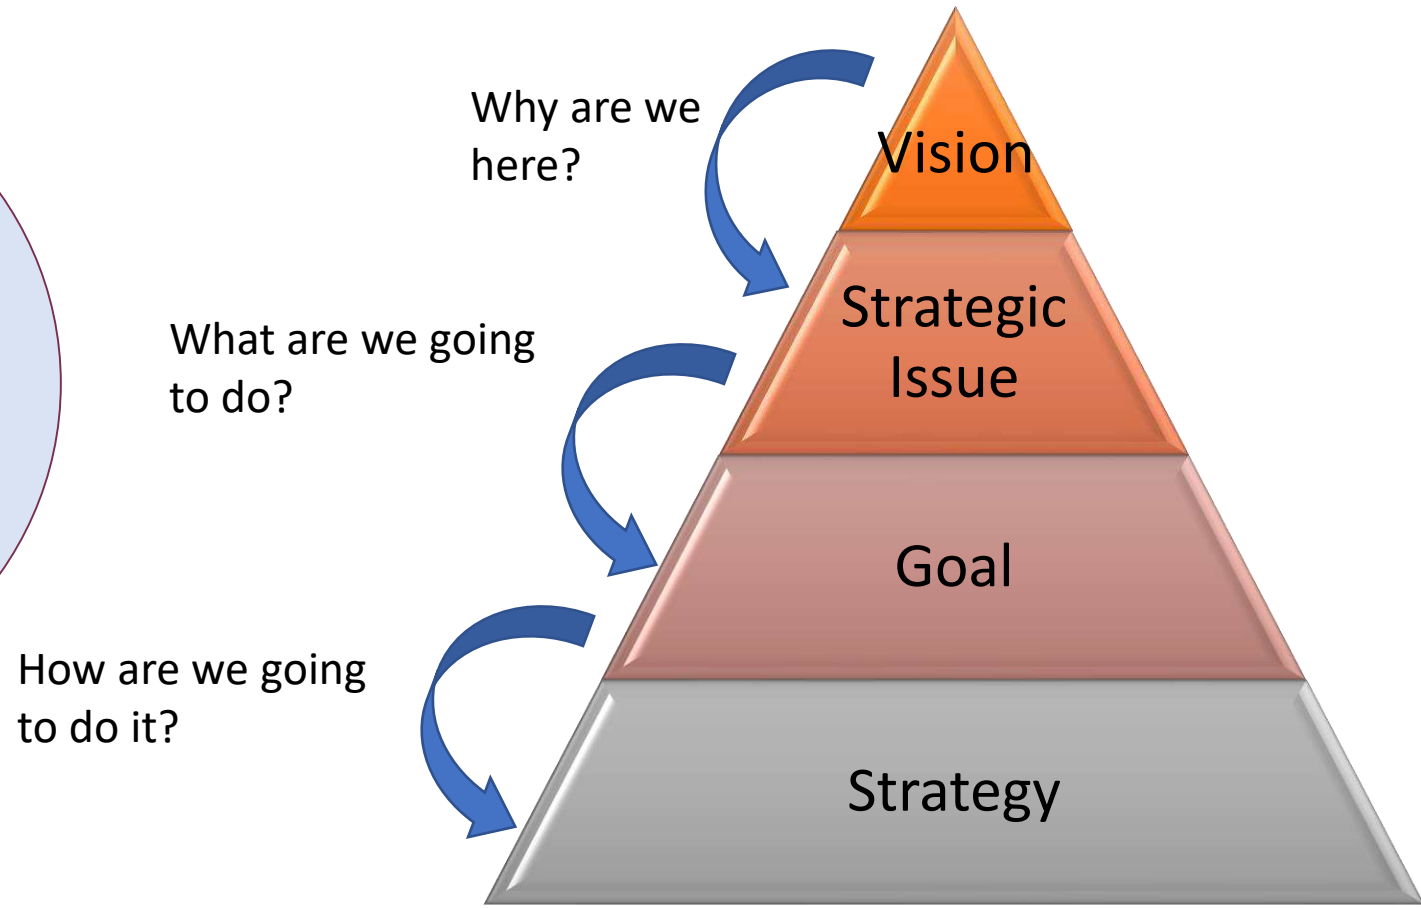 Why are we
here?
Vision
Strategic
Issue
What are we going
to do?
Goal
How are we going
to do it?
Strategy